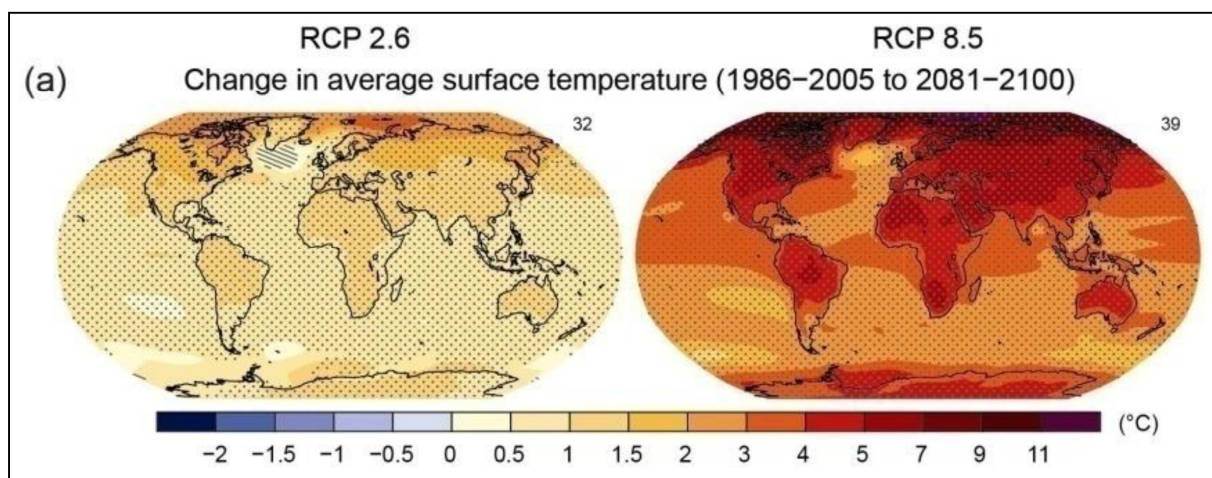 RCP 2.6 RCP 8.5
(a) Change in average surface temperature (1986−2005 to 2081−2100)
32 39
(°C)
−2 −1.5 −1 −0.5 0 0.5 1 1.5 2 3 4 5 7 9 11